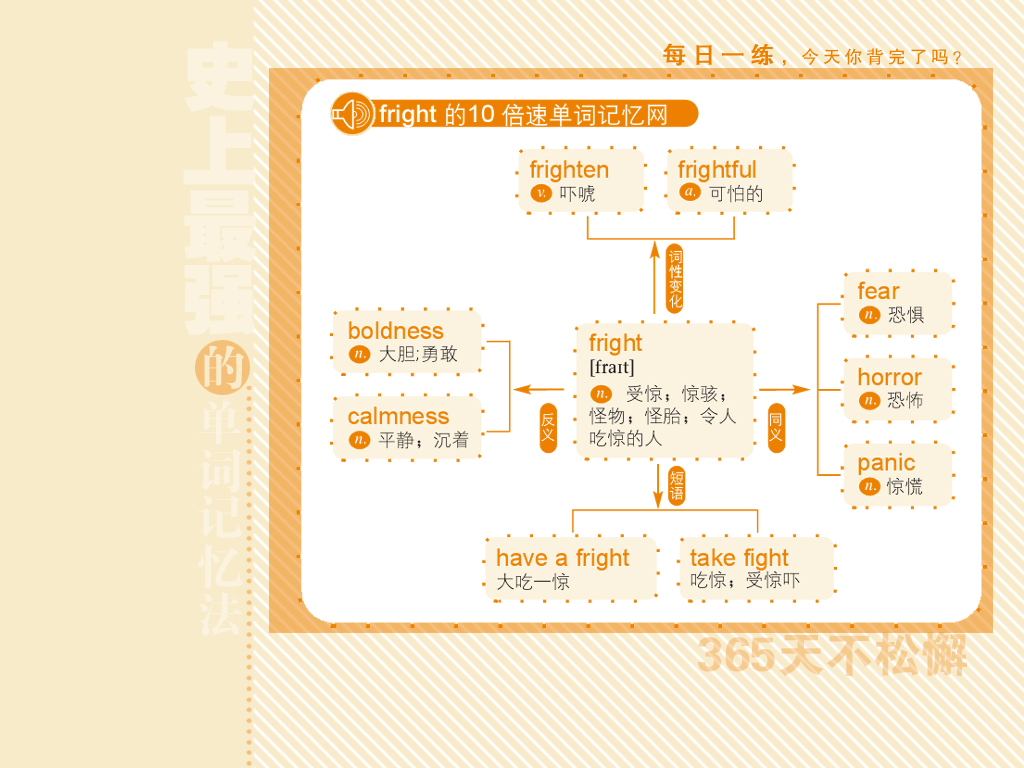 每日一练，今天你背完了吗?
史上最强的单词记忆法
fright 的10 倍速单词记忆网
frighten
v. 吓唬
frightful
a. 可怕的
词性变化
boldness
n. 大胆;勇敢
calmness
n. 平静；沉着
反义
fright
[fraɪt]
n. 受惊；惊骇；
怪物；怪胎；令人
吃惊的人
同义
fear
n. 恐惧
horror
n. 恐怖
panic
n. 惊慌
短语
have a fright
大吃一惊
take fight
吃惊；受惊吓
365天不松懈